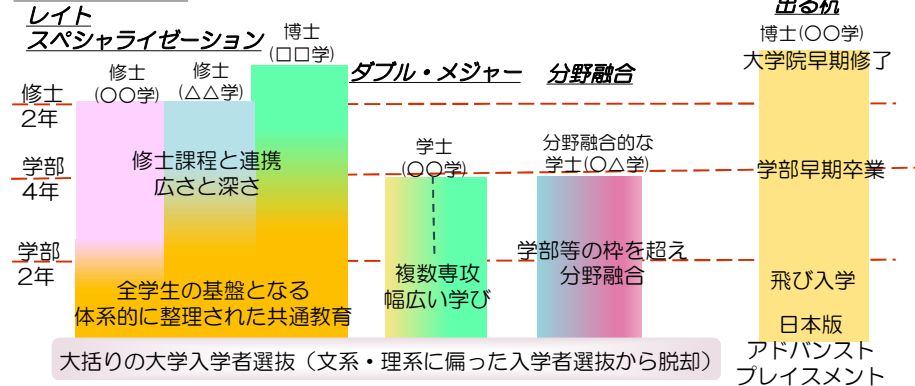 レイト
スペシャライゼーション
修士
(〇〇学)
修士
(△△学)
博士
(□□学)
ダブル・メジャー
分野融合
出る杭
博士(〇〇学)
大学院早期修了
修士
2年
学部
4年
学部
2年
修士課程と連携
広さと深さ
学士
(〇〇学)
分野融合的な
学士(〇△学)
学部早期卒業
全学生の基盤となる
体系的に整理された共通教育
複数専攻
幅広い学び
学部等の枠を超え
分野融合
飛び入学
日本版
アドバンスト
プレイスメント
大括りの大学入学者選抜（文系・理系に偏った入学者選抜から脱却）